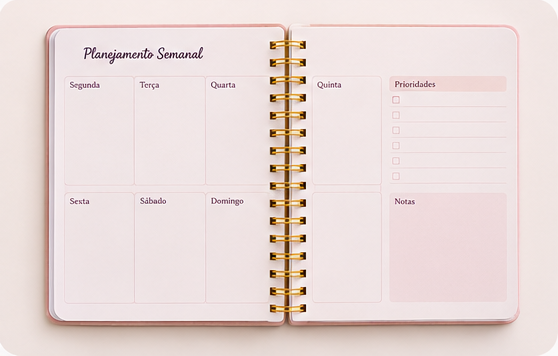 Planejamento Semanal
Segunda
Terça
Quarta
Quinta
Prioridades
Sexta
Sábado
Domingo
Notas